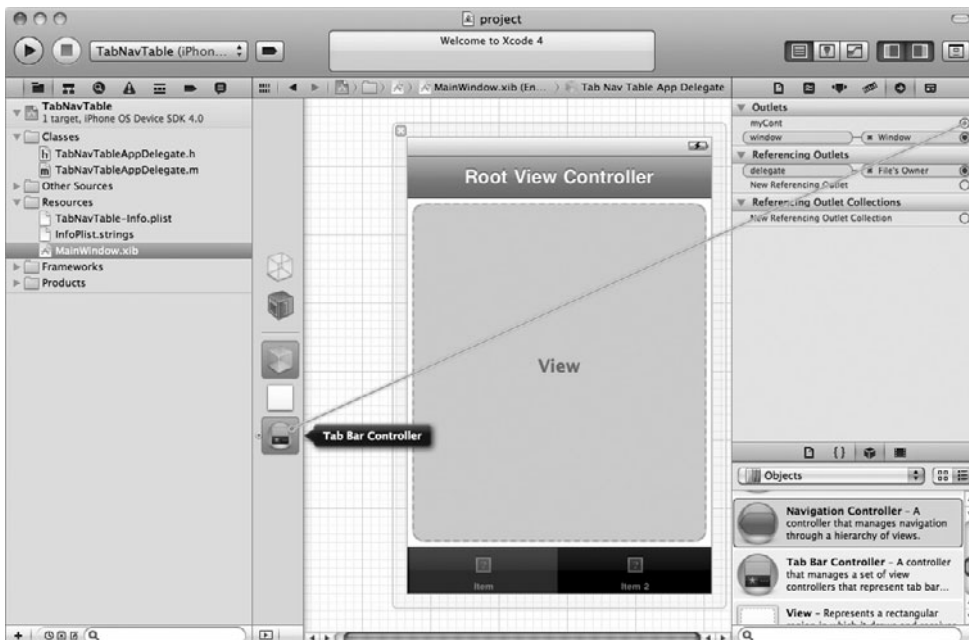 project
TabNavTable (iPhon...
Welcome to Xcode 4
MainWindow.xib (En...
Tab Nav Table App Delegate
TabNavTable
1 target, iPhone OS Device SDK 4.0
Classes
TabNavTableAppDelegate.h
TabNavTableAppDelegate.m
Other Sources
Resources
TabNavTable-Info.plist
InfoPlist.strings
MainWindow.xib
Frameworks
Products
Root View Controller
View
Item
Item 2
Tab Bar Controller
Outlets
myCont
window
Window
Referencing Outlets
delegate
File's Owner
New Referencing Outlet
Referencing Outlet Collections
New Referencing Outlet Collection
Objects
Navigation Controller – A
controller that manages navigation
through a hierarchy of views.
Tab Bar Controller – A controller
that manages a set of view
controllers that represent tab bar...
View – Represents a rectangular